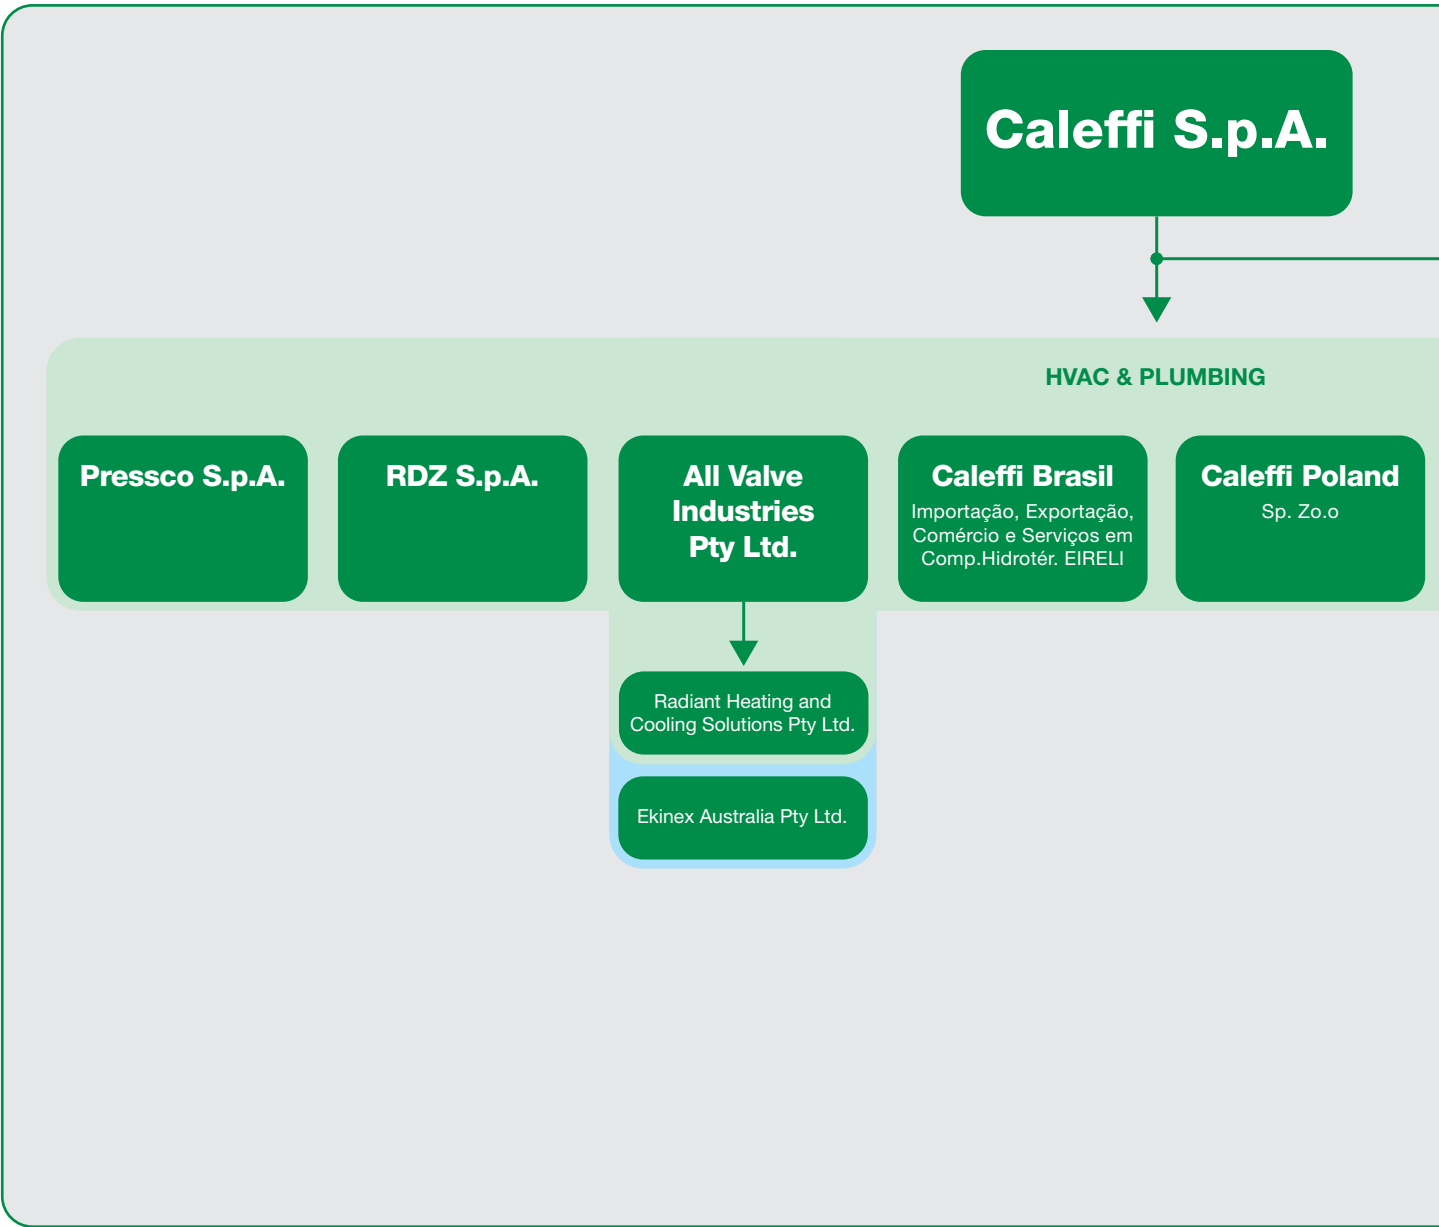 Caleffi S.p.A.
HVAC & PLUMBING
Pressco S.p.A.
RDZ S.p.A.
All Valve
Industries
Pty Ltd.
Caleffi Brasil
Importação, Exportação,
Comércio e Serviços em
Comp.Hidrotér. EIRELI
Caleffi Poland
Sp. Zo.o
Radiant Heating and
Cooling Solutions Pty Ltd.
Ekinex Australia Pty Ltd.